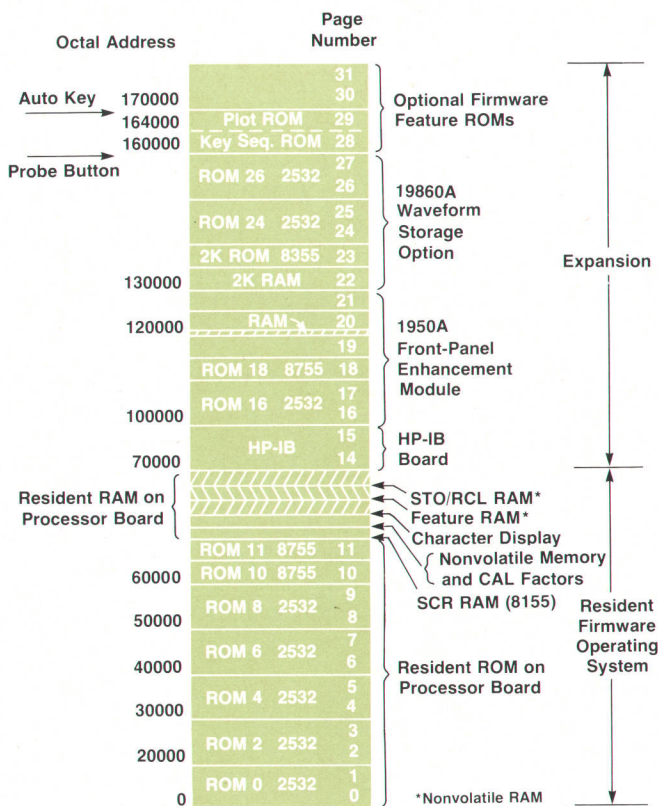 Octal Address
Page
Number
31
30
Auto Key
170000
164000
Plot ROM 29
160000
Key Seq. ROM 28
Optional Firmware
Feature ROMs
Probe Button
27
ROM 26 2532 26
25
ROM 24 2532 24
2K ROM 8355 23
130000
2K RAM 22
19860A
Waveform
Storage
Option
Expansion
21
120000
RAM 20
19
ROM 18 8755 18
17
ROM 16 2532 16
100000
1950A
Front-Panel
Enhancement
Module
15
HP-IB
14
70000
HP-IB
Board
Resident RAM on
Processor Board
STO/RCL RAM*
Feature RAM*
Character Display
Nonvolatile Memory
and CAL Factors
SCR RAM (8155)
ROM 11 8755 11
60000
ROM 10 8755 10
9
ROM 8 2532 8
50000
7
ROM 6 2532 6
40000
5
ROM 4 2532 4
30000
3
ROM 2 2532 2
20000
1
ROM 0 2532 0
0
Resident ROM on
Processor Board
Resident
Firmware
Operating
System
*Nonvolatile RAM